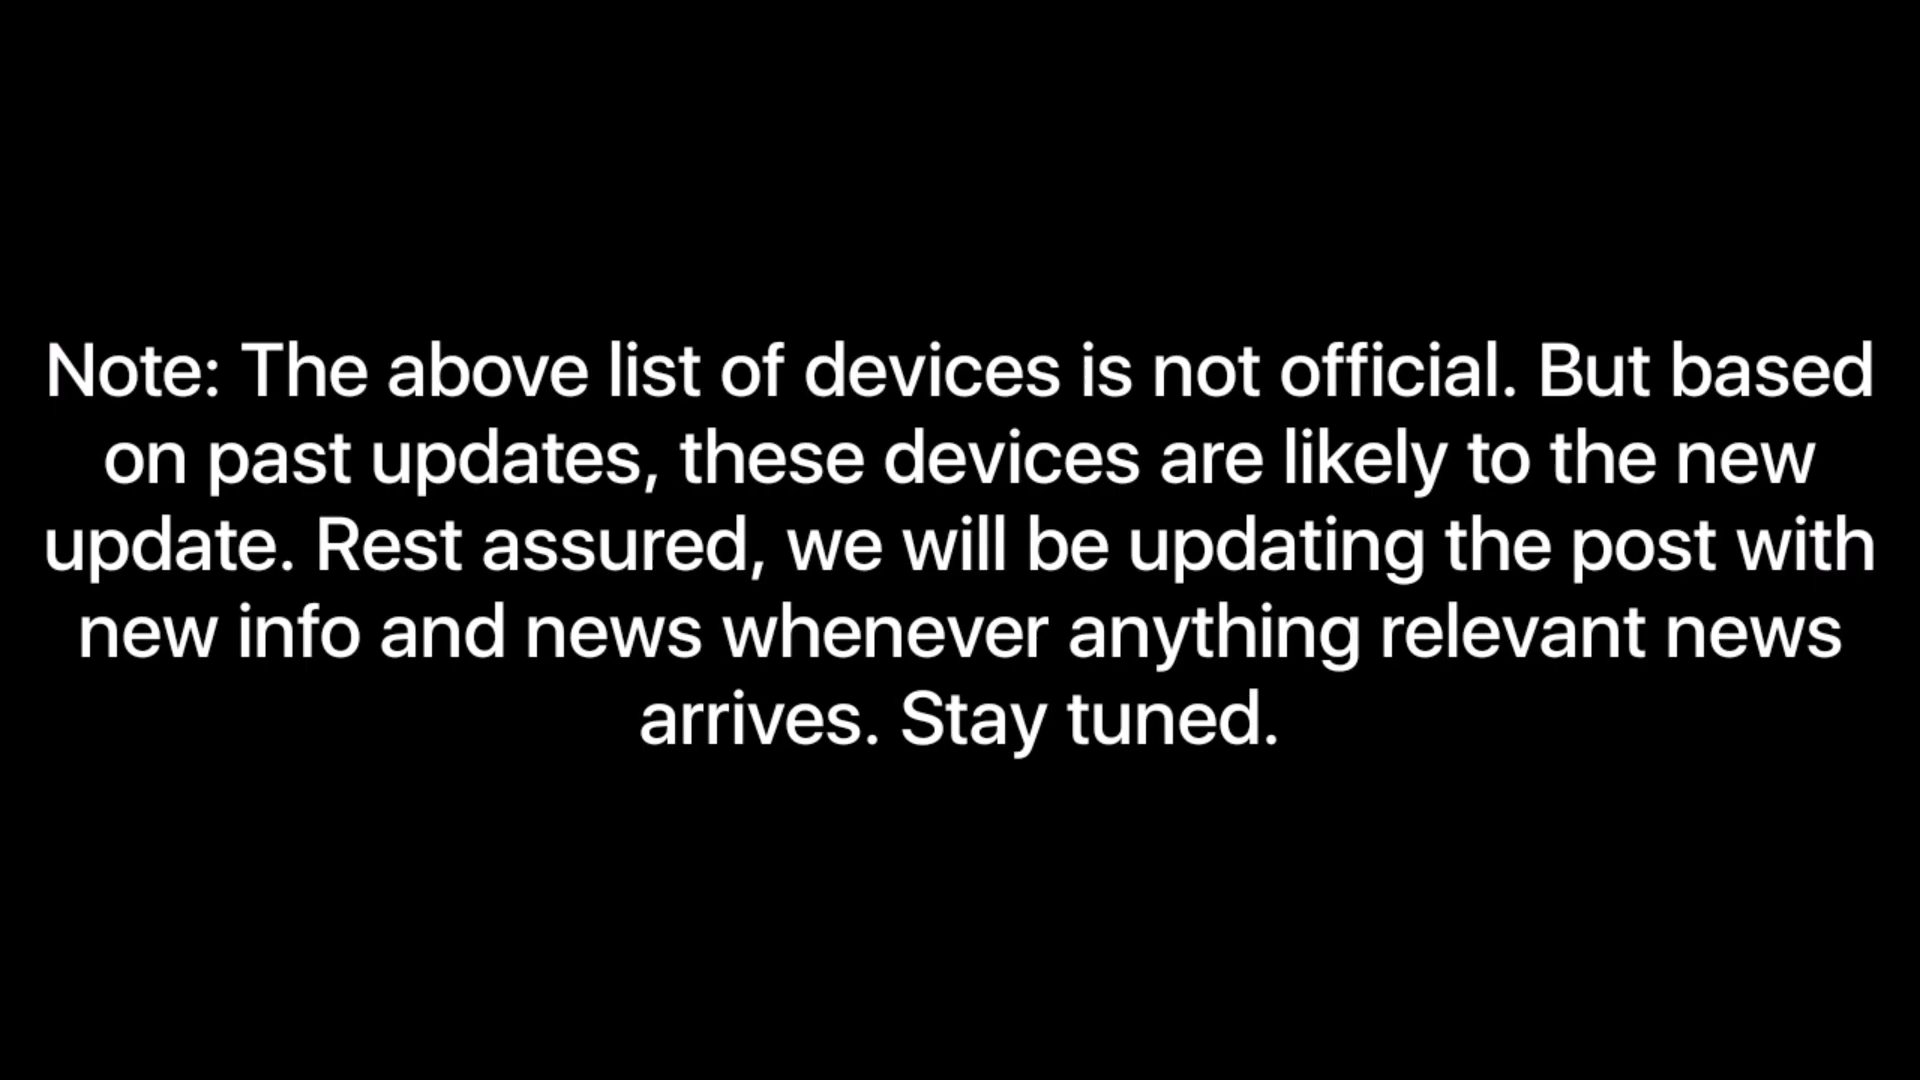 Note: The above list of devices is not official. But based
on past updates, these devices are likely to the new
update. Rest assured, we will be updating the post with
new info and news whenever anything relevant news
arrives. Stay tuned.